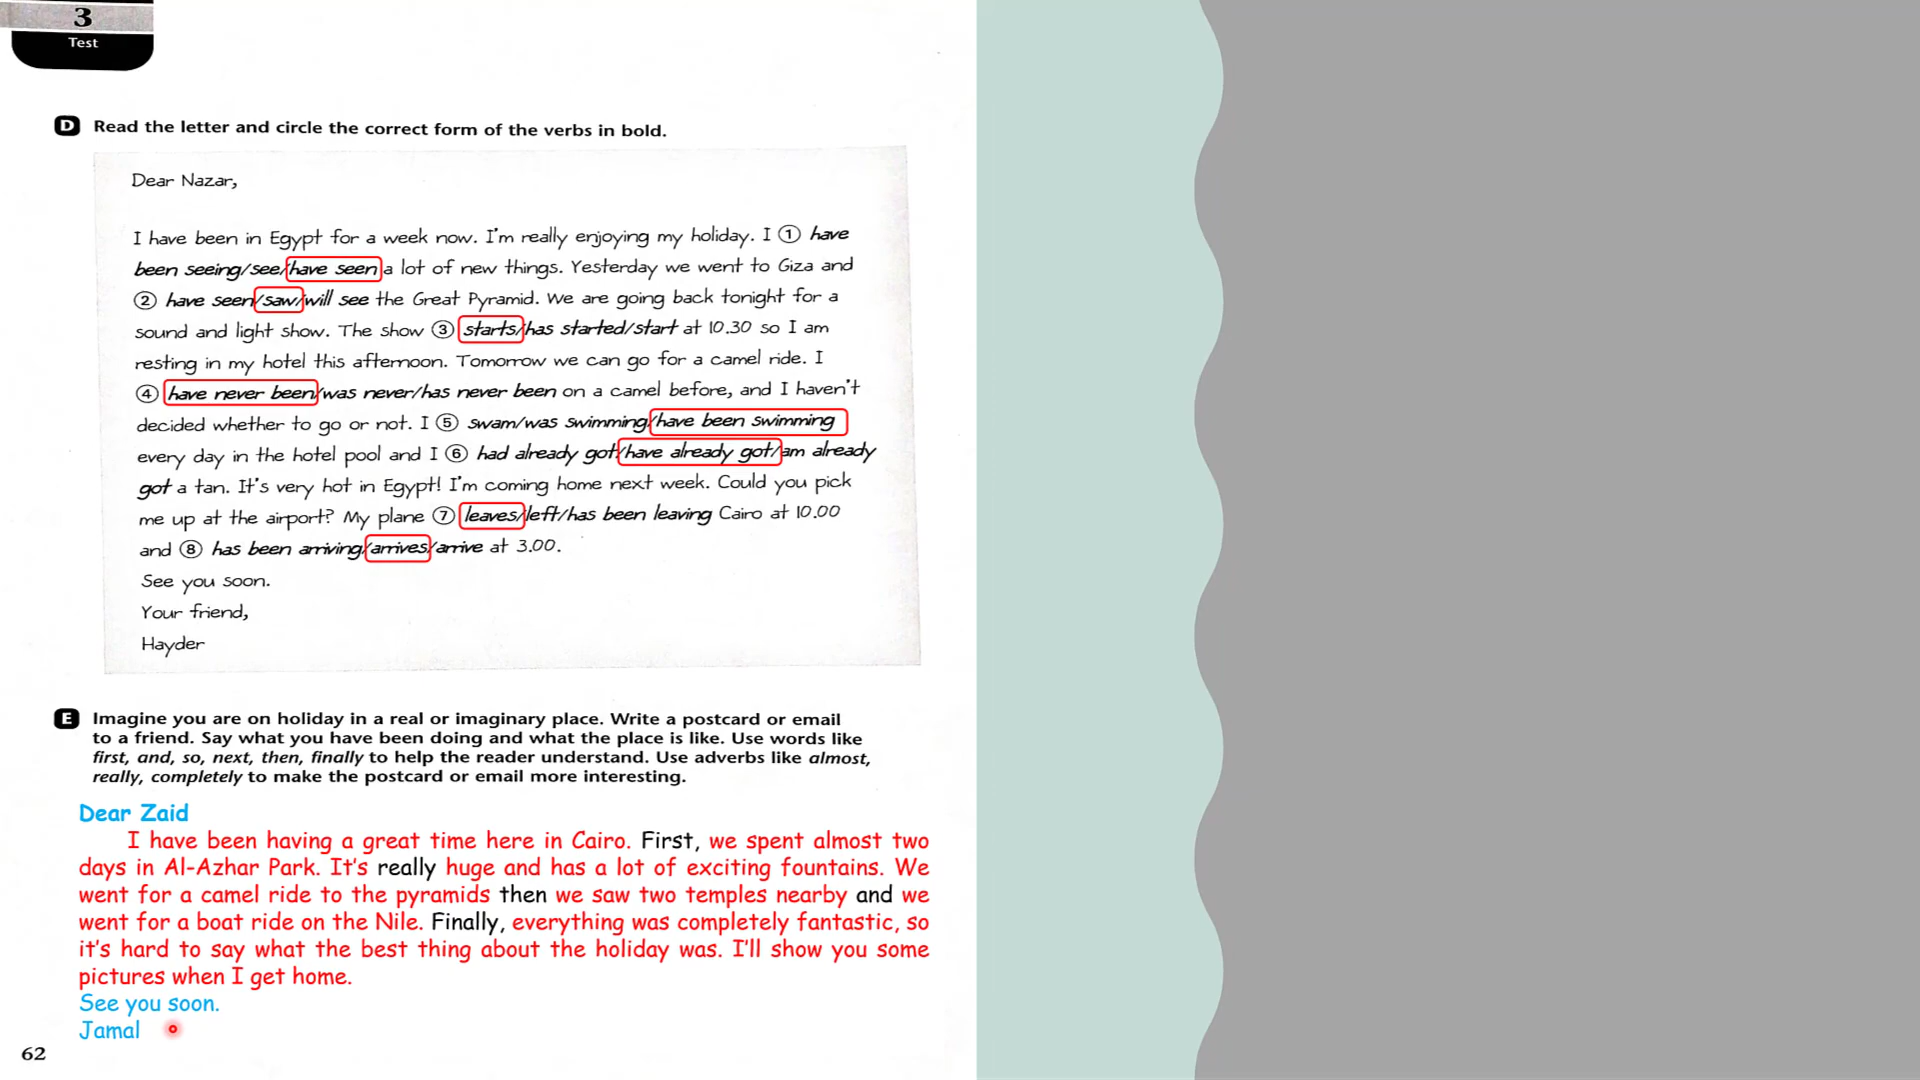 3
Test
D Read the letter and circle the correct form of the verbs in bold.
Dear Nazar,
I have been in Egypt for a week now. I'm really enjoying my holiday. I ① have
been seeing/see/have seen a lot of new things. Yesterday we went to Giza and
② have seen/saw/will see the Great Pyramid. We are going back tonight for a
sound and light show. The show ③ starts/has started/start at 10.30 so I am
resting in my hotel this afternoon. Tomorrow we can go for a camel ride. I
④ have never been/was never/has never been on a camel before, and I haven't
decided whether to go or not. I ⑤ swam/was swimming/have been swimming
every day in the hotel pool and I ⑥ had already got/have already got/am already
got a tan. It's very hot in Egypt! I'm coming home next week. Could you pick
me up at the airport? My plane ⑦ leaves/left/has been leaving Cairo at 10.00
and ⑧ has been arriving/arrives/arrive at 3.00.
See you soon.
Your friend,
Hayder
E Imagine you are on holiday in a real or imaginary place. Write a postcard or email
to a friend. Say what you have been doing and what the place is like. Use words like
first, and, so, next, then, finally to help the reader understand. Use adverbs like almost,
really, completely to make the postcard or email more interesting.
Dear Zaid
I have been having a great time here in Cairo. First, we spent almost two
days in Al-Azhar Park. It's really huge and has a lot of exciting fountains. We
went for a camel ride to the pyramids then we saw two temples nearby and we
went for a boat ride on the Nile. Finally, everything was completely fantastic, so
it's hard to say what the best thing about the holiday was. I'll show you some
pictures when I get home.
See you soon.
Jamal
62